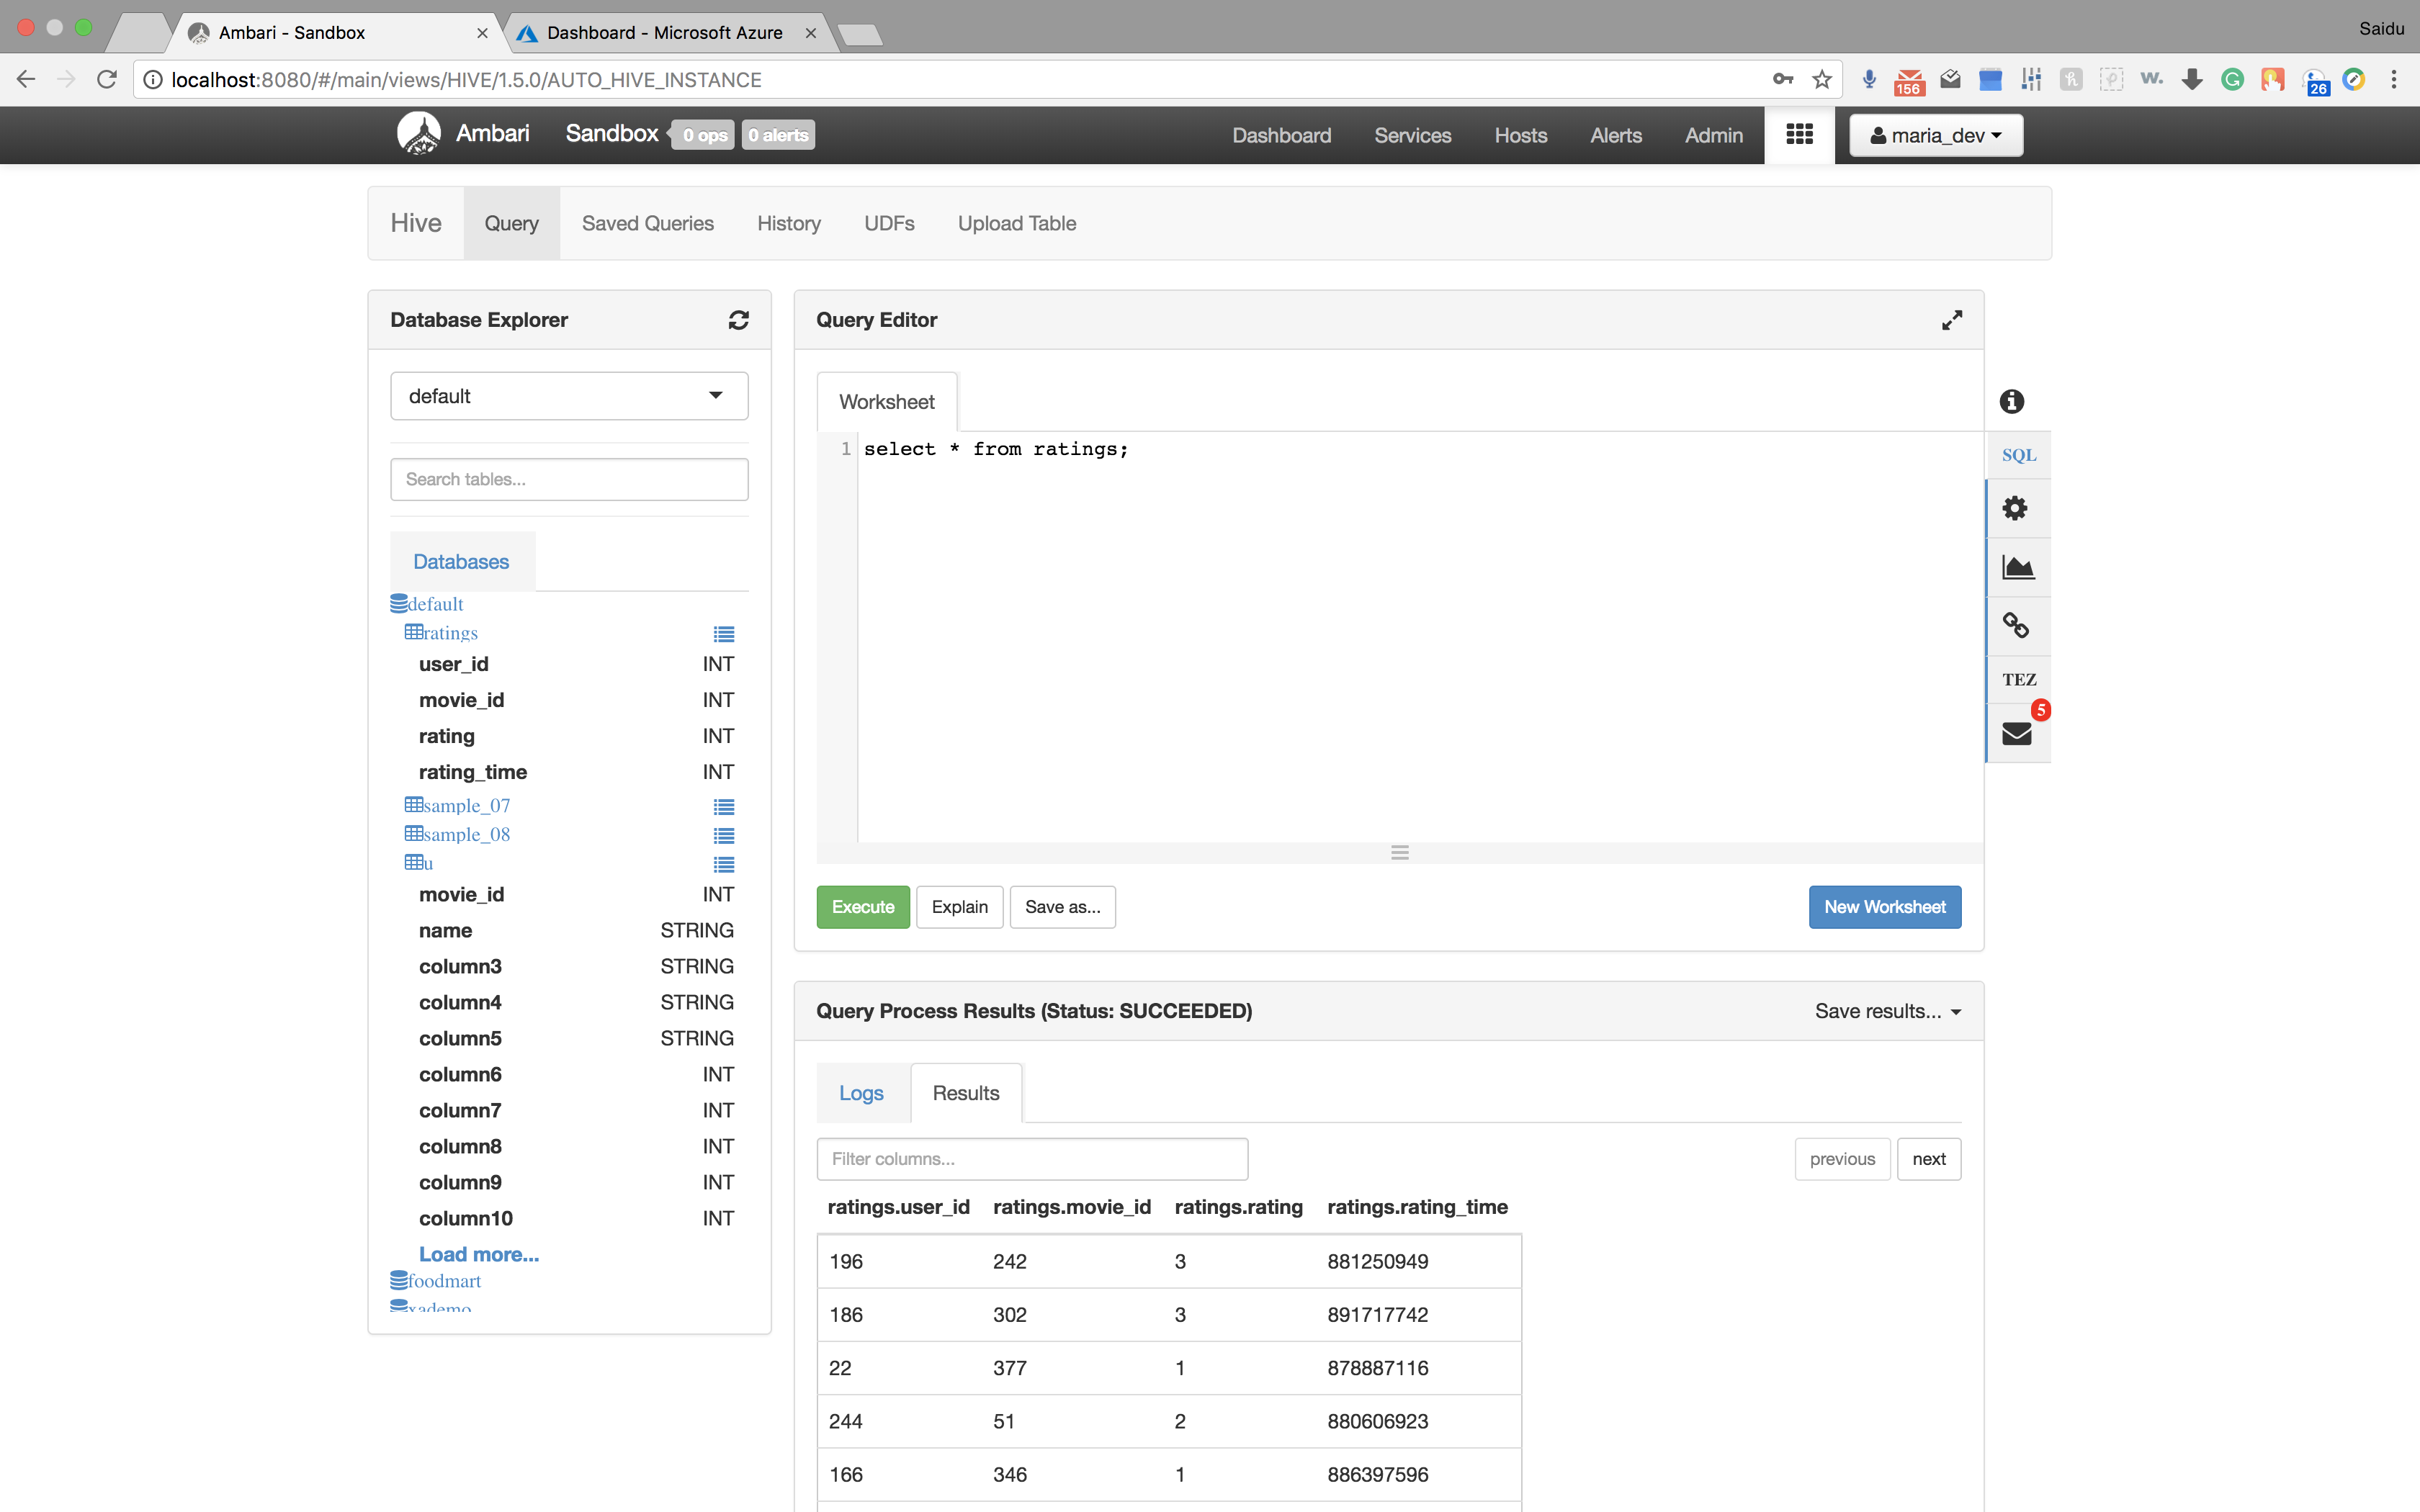 Ambari - Sandbox
Dashboard - Microsoft Azure
Saidu
localhost:8080/#/main/views/HIVE/1.5.0/AUTO_HIVE_INSTANCE
156
w.
26
Ambari
Sandbox
0 ops
0 alerts
Dashboard
Services
Hosts
Alerts
Admin
maria_dev
Hive
Query
Saved Queries
History
UDFs
Upload Table
Database Explorer
default
Search tables...
Databases
default
ratings
user_id INT
movie_id INT
rating INT
rating_time INT
sample_07
sample_08
u
movie_id INT
name STRING
column3 STRING
column4 STRING
column5 STRING
column6 INT
column7 INT
column8 INT
column9 INT
column10 INT
Load more...
foodmart
xademo
Query Editor
Worksheet
1 select * from ratings;
SQL
TEZ
5
Execute
Explain
Save as...
New Worksheet
Query Process Results (Status: SUCCEEDED)
Save results...
Logs
Results
Filter columns...
previous
next
ratings.user_id ratings.movie_id ratings.rating ratings.rating_time
196 242 3 881250949
186 302 3 891717742
22 377 1 878887116
244 51 2 880606923
166 346 1 886397596